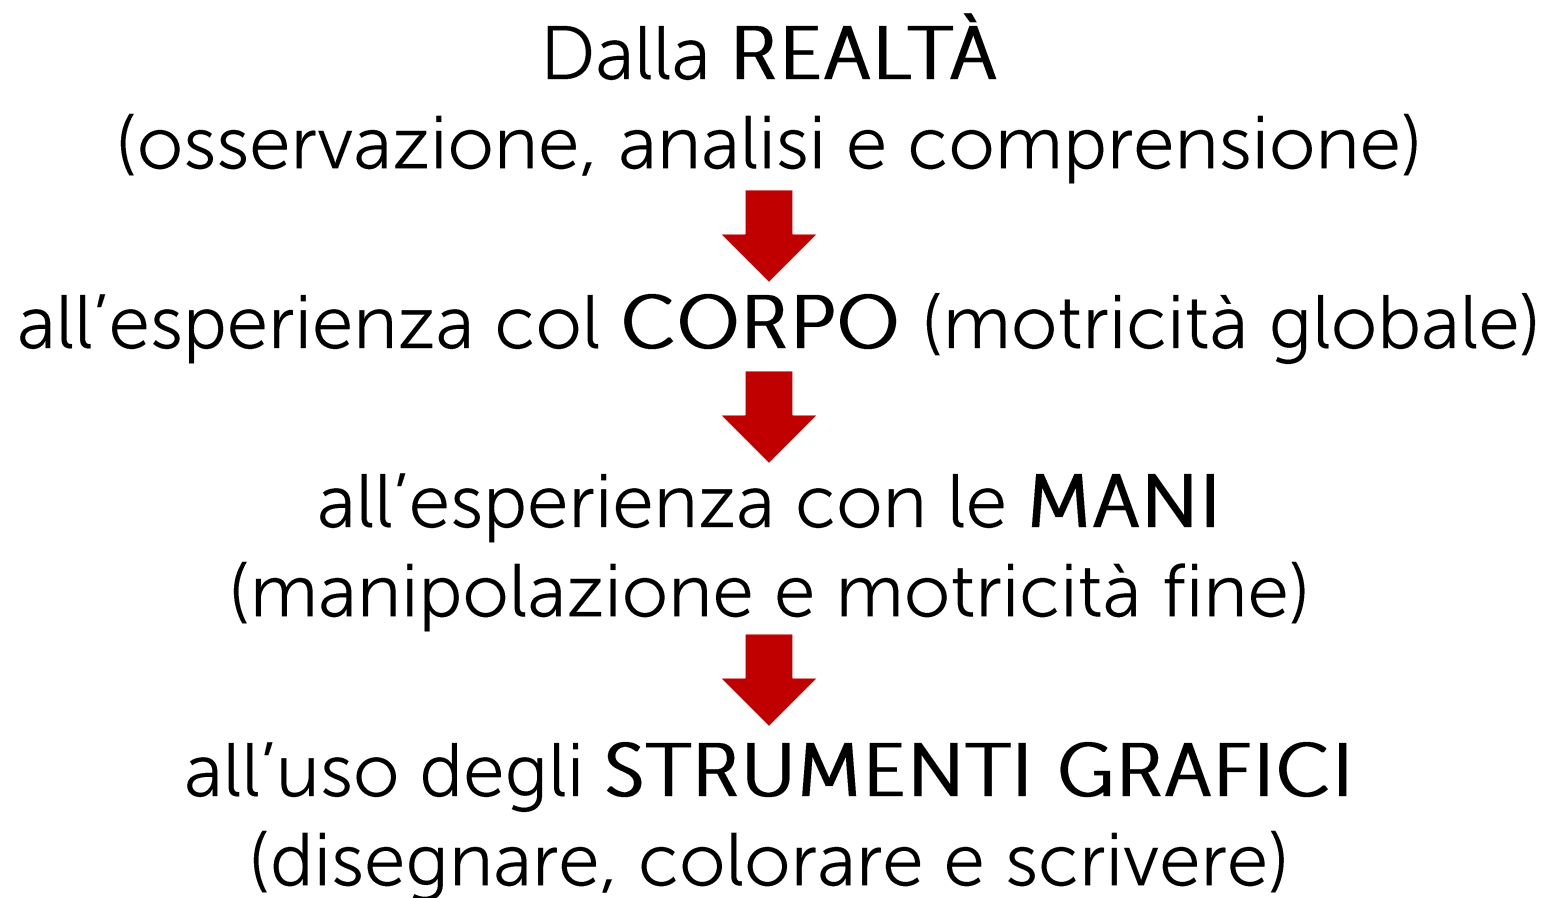 Dalla REALTÀ
(osservazione, analisi e comprensione)
all’esperienza col CORPO (motricità globale)
all’esperienza con le MANI
(manipolazione e motricità fine)
all’uso degli STRUMENTI GRAFICI
(disegnare, colorare e scrivere)